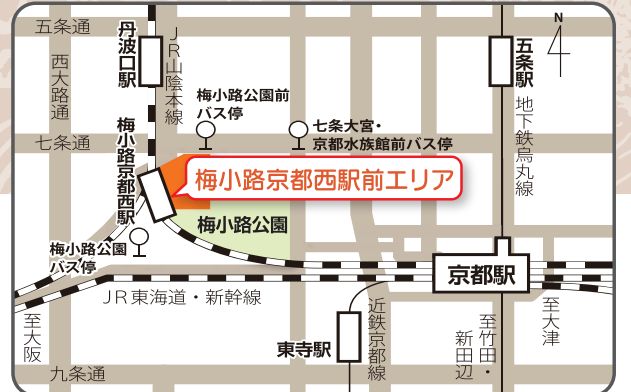 五条通
丹波口駅
JR山陰本線
N
五条駅
西大路通
梅小路公園前
バス停
七条大宮・
京都水族館前バス停
地下鉄烏丸線
七条通
梅小路京都西駅
梅小路京都西駅前エリア
梅小路公園
梅小路公園
バス停
京都駅
JR東海道・新幹線
至大阪
東寺駅
近鉄京都線
至竹田・
新田辺
至大津
九条通